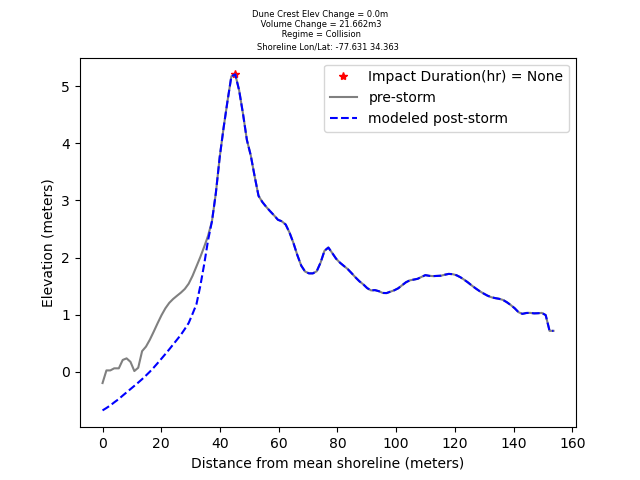 Dune Crest Elev Change = 0.0m
Volume Change = 21.662m3
Regime = Collision
Shoreline Lon/Lat: -77.631 34.363
Impact Duration(hr) = None
pre-storm
modeled post-storm
Elevation (meters)
5
4
3
2
1
0
0 20 40 60 80 100 120 140 160
Distance from mean shoreline (meters)